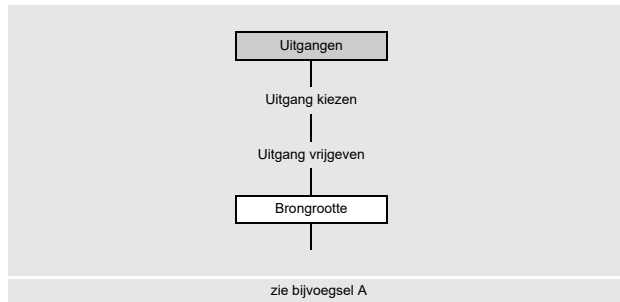 Uitgangen
Uitgang kiezen
Uitgang vrijgeven
Brongrootte
zie bijvoegsel A